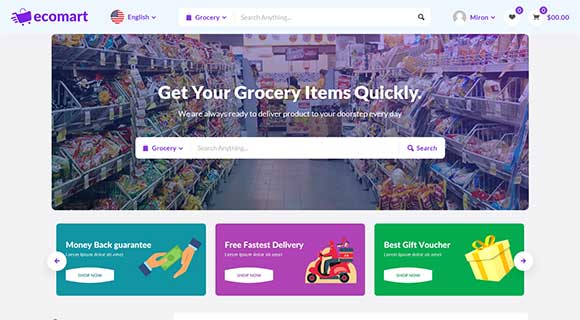 ecomart
English
Grocery
Search Anything...
Miron
0
0
$00.00
Get Your Grocery Items Quickly.
We are always ready to deliver product to your doorstep every day
Grocery
Search Anything...
Search
Money Back guarantee
Lorem ipsum dolor sit amet
SHOP NOW
Free Fastest Delivery
Lorem ipsum dolor sit amet
SHOP NOW
Best Gift Voucher
Lorem ipsum dolor sit amet
SHOP NOW